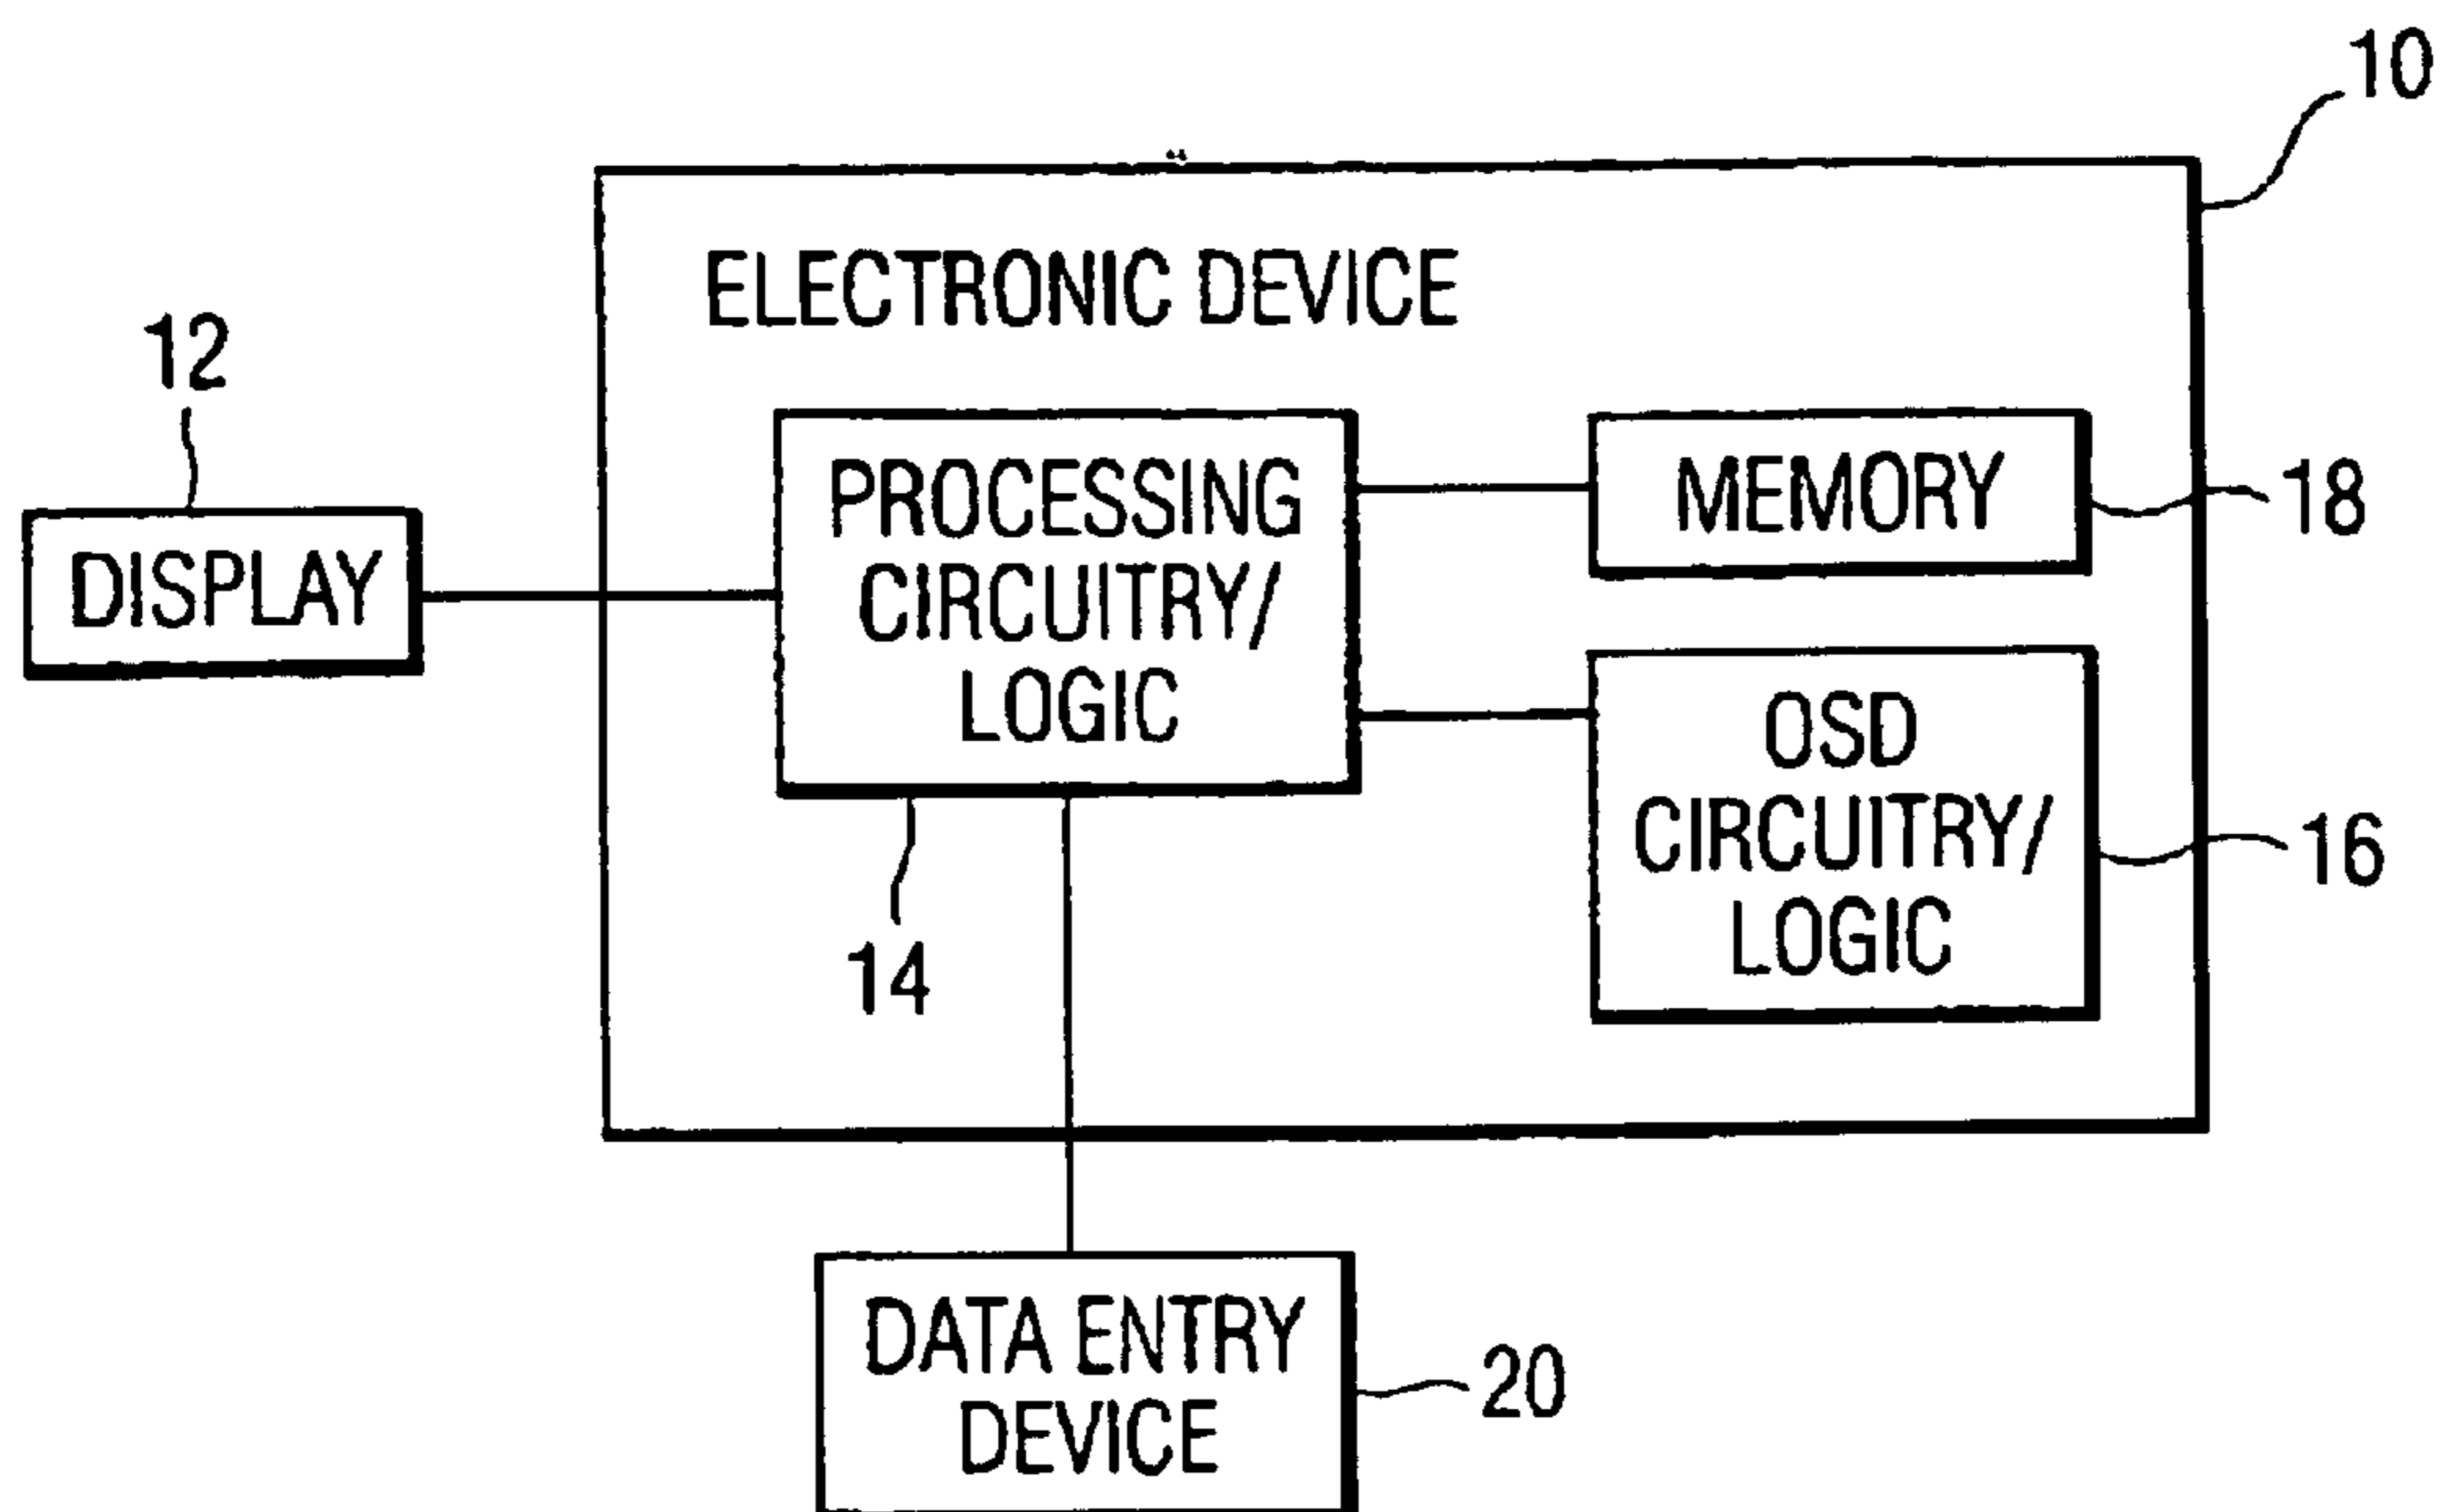 10
ELECTRONIC DEVICE
12
PROCESSING
CIRCUITRY/
LOGIC
MEMORY
18
DISPLAY
OSD
CIRCUITRY/
LOGIC
16
14
DATA ENTRY
DEVICE
20